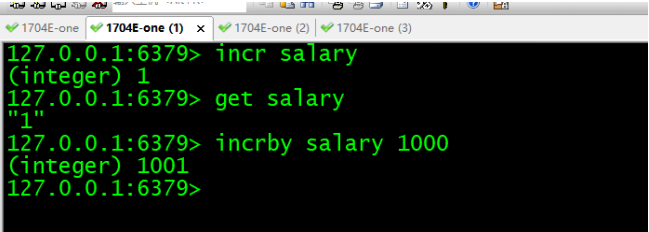 1704E-one
1704E-one (1)
1704E-one (2)
1704E-one (3)
127.0.0.1:6379> incr salary
(integer) 1
127.0.0.1:6379> get salary
"1"
127.0.0.1:6379> incrby salary 1000
(integer) 1001
127.0.0.1:6379>